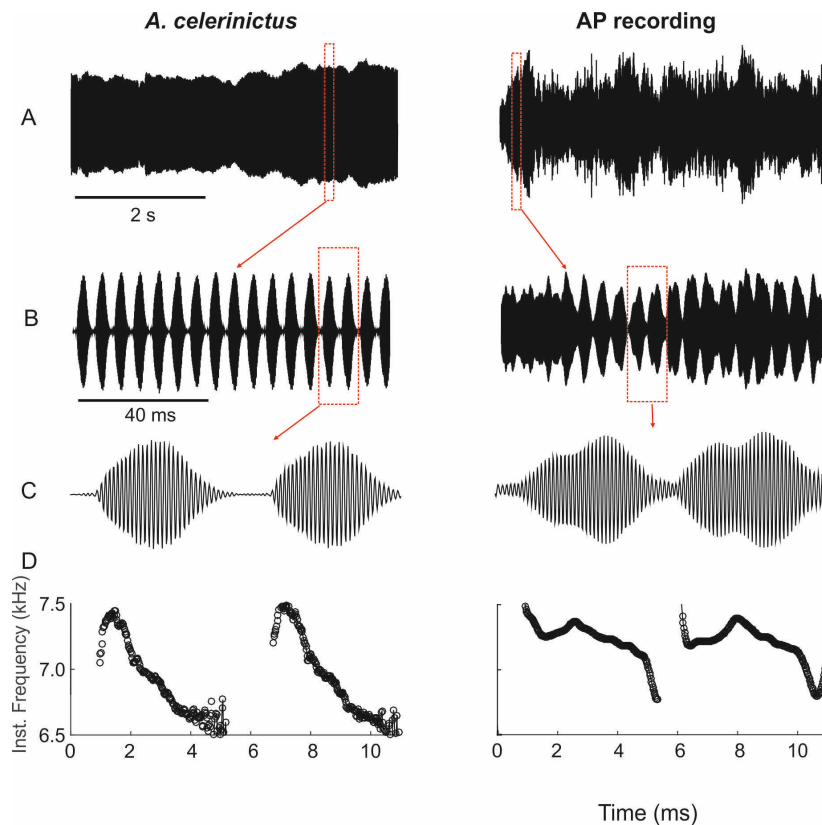 A. celerinictus
AP recording
A
2 s
B
40 ms
C
D
Inst. Frequency (kHz)
7.5
7.0
6.5
0 2 4 6 8 10
0 2 4 6 8 10
Time (ms)